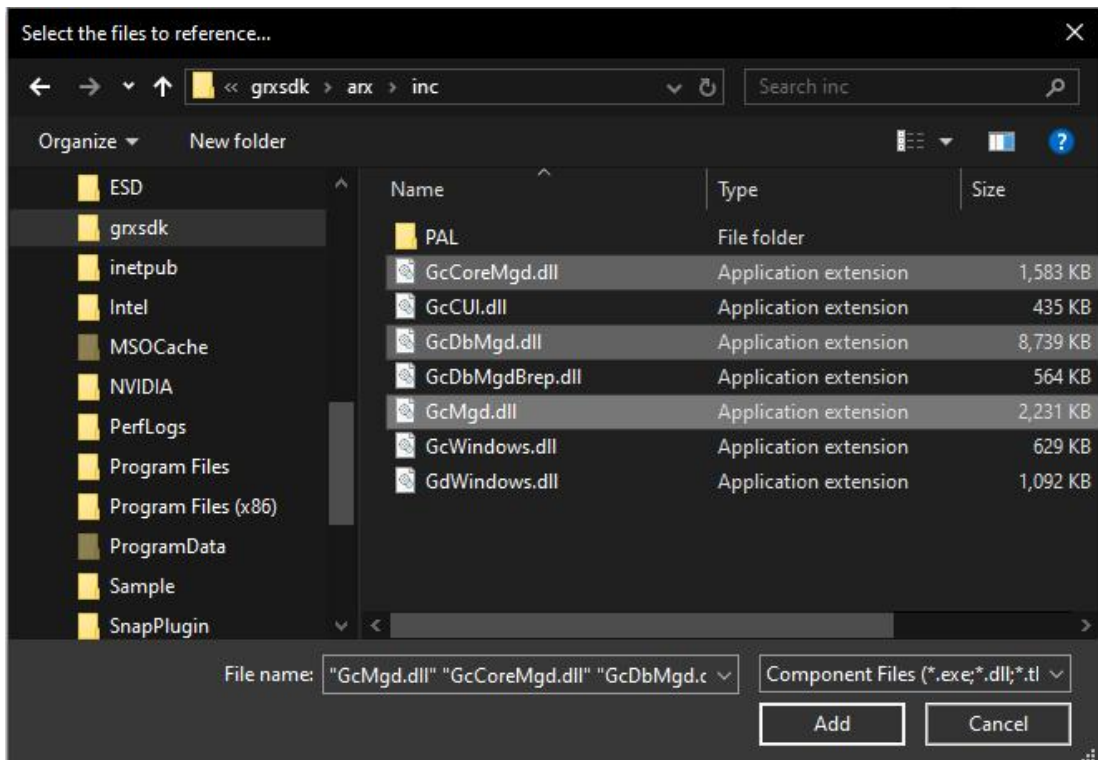 Select the files to reference...
« grxsdk › arx › inc
Search inc
Organize
New folder
ESD
grxsdk
inetpub
Intel
MSOCache
NVIDIA
PerfLogs
Program Files
Program Files (x86)
ProgramData
Sample
SnapPlugin
Name Type Size
PAL File folder
GcCoreMgd.dll Application extension 1,583 KB
GcCUI.dll Application extension 435 KB
GcDbMgd.dll Application extension 8,739 KB
GcDbMgdBrep.dll Application extension 564 KB
GcMgd.dll Application extension 2,231 KB
GcWindows.dll Application extension 629 KB
GdWindows.dll Application extension 1,092 KB
File name: "GcMgd.dll" "GcCoreMgd.dll" "GcDbMgd.c
Component Files (*.exe;*.dll;*.tl
Add
Cancel